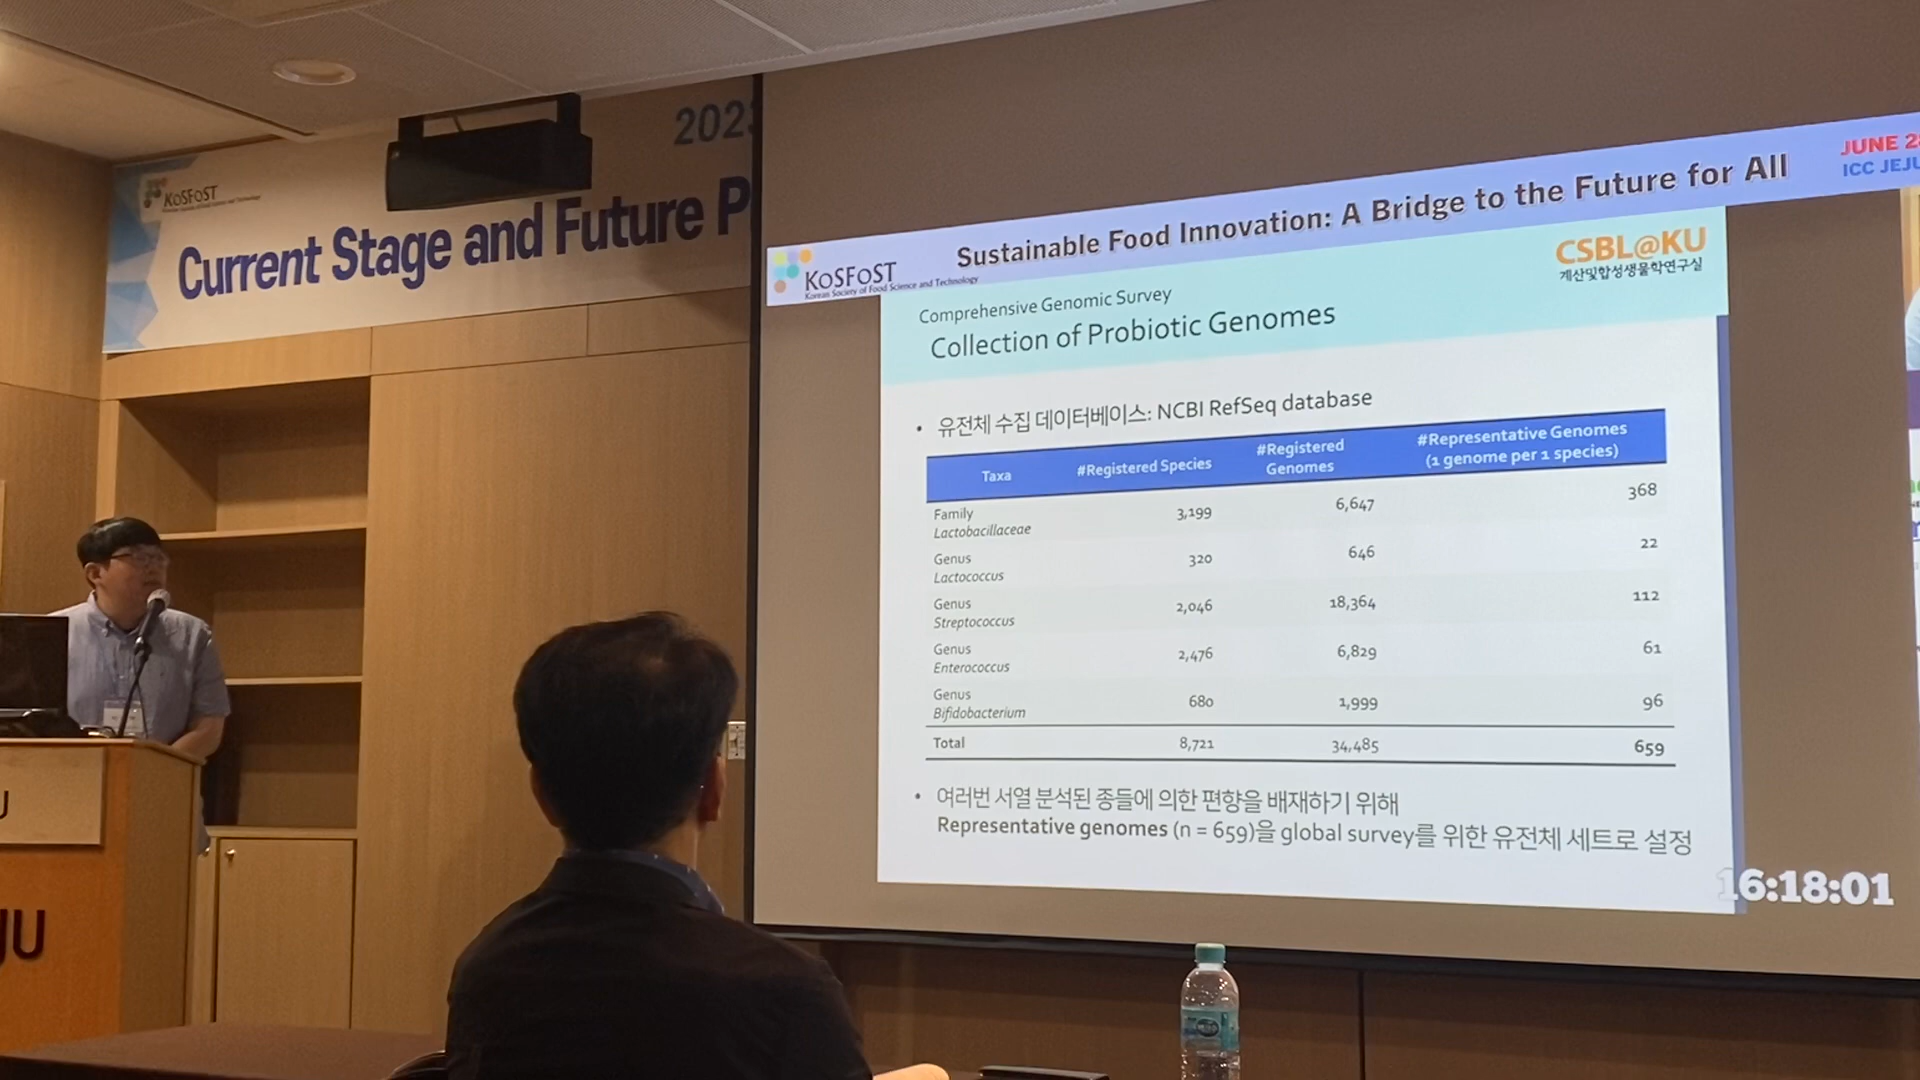 202
KoSFoST
Current Stage and Future P
JUNE 2
ICC JEJU
Sustainable Food Innovation: A Bridge to the Future for All
KoSFoST
Korean Society of Food Science and Technology
CSBL@KU
계산및합성생물학연구실
Comprehensive Genomic Survey
Collection of Probiotic Genomes
• 유전체 수집 데이터베이스: NCBI RefSeq database
Taxa #Registered Species #Registered Genomes #Representative Genomes (1 genome per 1 species)
Family Lactobacillaceae 3,199 6,647 368
Genus Lactococcus 320 646 22
Genus Streptococcus 2,046 18,364 112
Genus Enterococcus 2,476 6,829 61
Genus Bifidobacterium 680 1,999 96
Total 8,721 34,485 659
• 여러번 서열 분석된 종들에 의한 편향을 배재하기 위해
Representative genomes (n = 659)을 global survey를 위한 유전체 세트로 설정
16:18:01
U
JU